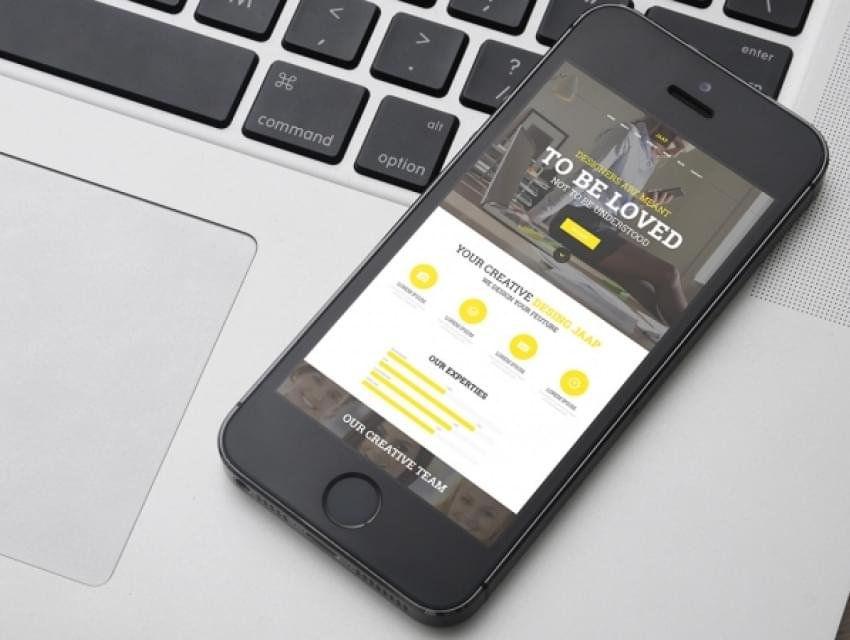 M
<
,
>
.
?
/
enter
⌘
command
alt
option
JAAP
DESIGNERS ARE MEANT
TO BE LOVED
NOT TO BE UNDERSTOOD
YOUR CREATIVE DESING JAAP
WE DESIGN YOUR FEUTURE
LOREM IPSUM
LOREM IPSUM
LOREM IPSUM
LOREM IPSUM
OUR EXPERTIES
OUR CREATIVE TEAM